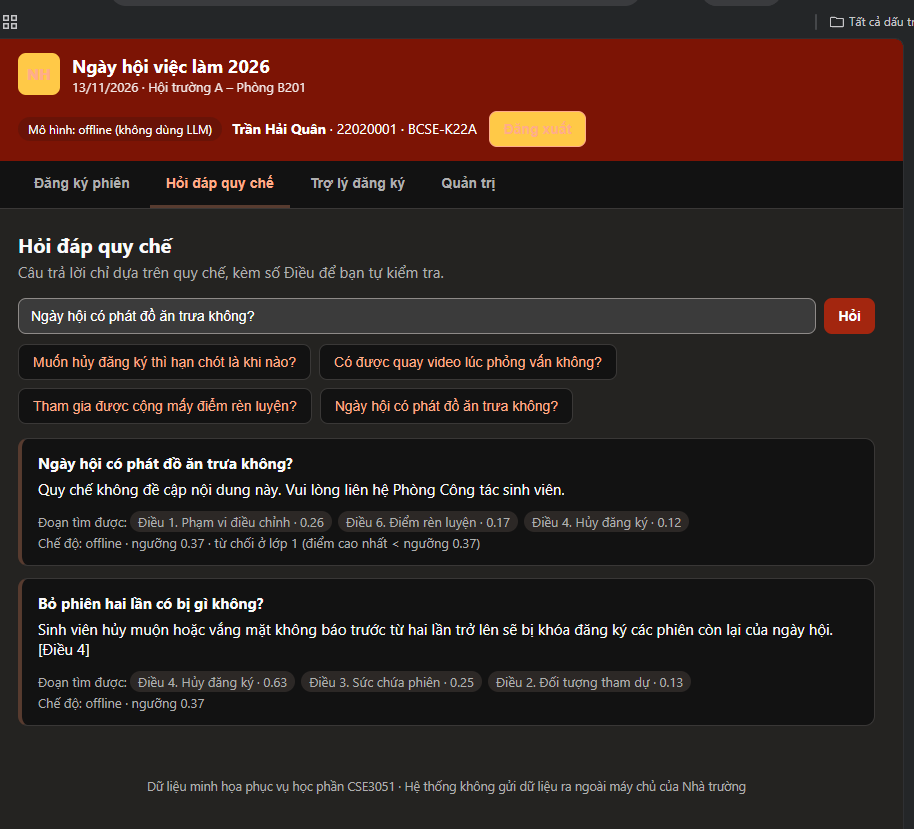 Tất cả dấu tr
NH
Ngày hội việc làm 2026
13/11/2026 · Hội trường A – Phòng B201
Mô hình: offline (không dùng LLM) Trần Hải Quân · 22020001 · BCSE-K22A Đăng xuất
Đăng ký phiên Hỏi đáp quy chế Trợ lý đăng ký Quản trị
Hỏi đáp quy chế
Câu trả lời chỉ dựa trên quy chế, kèm số Điều để bạn tự kiểm tra.
Ngày hội có phát đồ ăn trưa không? Hỏi
Muốn hủy đăng ký thì hạn chót là khi nào? Có được quay video lúc phỏng vấn không?
Tham gia được cộng mấy điểm rèn luyện? Ngày hội có phát đồ ăn trưa không?
Ngày hội có phát đồ ăn trưa không?
Quy chế không đề cập nội dung này. Vui lòng liên hệ Phòng Công tác sinh viên.
Đoạn tìm được: Điều 1. Phạm vi điều chỉnh · 0.26 Điều 6. Điểm rèn luyện · 0.17 Điều 4. Hủy đăng ký · 0.12
Chế độ: offline · ngưỡng 0.37 · từ chối ở lớp 1 (điểm cao nhất < ngưỡng 0.37)
Bỏ phiên hai lần có bị gì không?
Sinh viên hủy muộn hoặc vắng mặt không báo trước từ hai lần trở lên sẽ bị khóa đăng ký các phiên còn lại của ngày hội.
[Điều 4]
Đoạn tìm được: Điều 4. Hủy đăng ký · 0.63 Điều 3. Sức chứa phiên · 0.25 Điều 2. Đối tượng tham dự · 0.13
Chế độ: offline · ngưỡng 0.37
Dữ liệu minh họa phục vụ học phần CSE3051 · Hệ thống không gửi dữ liệu ra ngoài máy chủ của Nhà trường